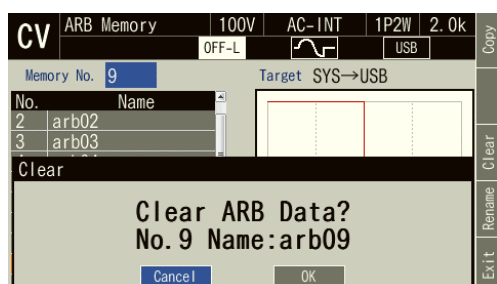 CV ARB Memory 100V AC-INT 1P2W 2.0k
OFF-L USB
Memory No. 9 Target SYS→USB
No. Name
2 arb02
3 arb03
Clear
Clear ARB Data?
No.9 Name:arb09
Cancel OK
Copy
Clear
Rename
Exit